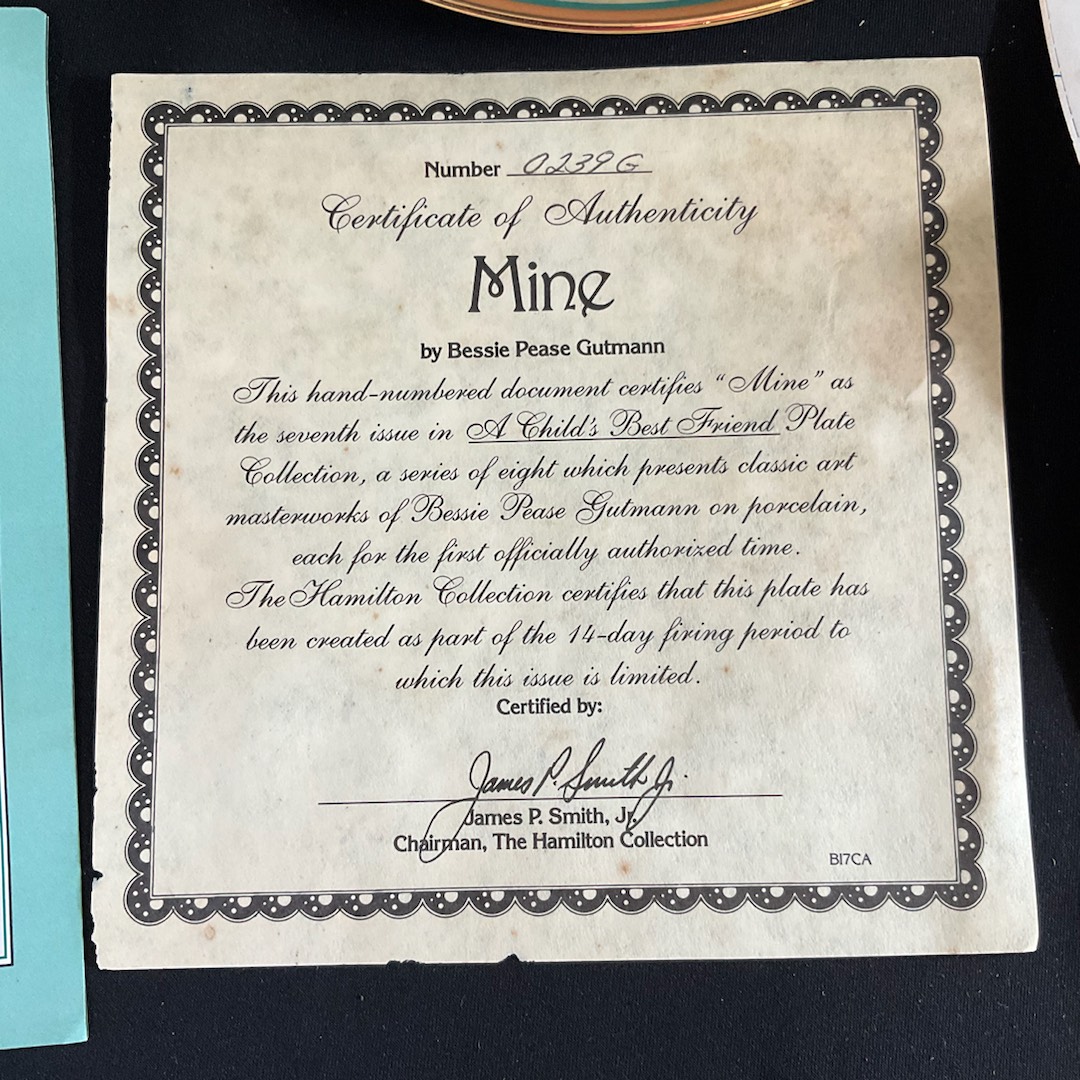 Number 0239G
Certificate of Authenticity
Mine
by Bessie Pease Gutmann
This hand-numbered document certifies “Mine” as
the seventh issue in A Child's Best Friend Plate
Collection, a series of eight which presents classic art
masterworks of Bessie Pease Gutmann on porcelain,
each for the first officially authorized time.
The Hamilton Collection certifies that this plate has
been created as part of the 14-day firing period to
which this issue is limited.
Certified by:
James P. Smith Jr.
James P. Smith, Jr.
Chairman, The Hamilton Collection
B17CA